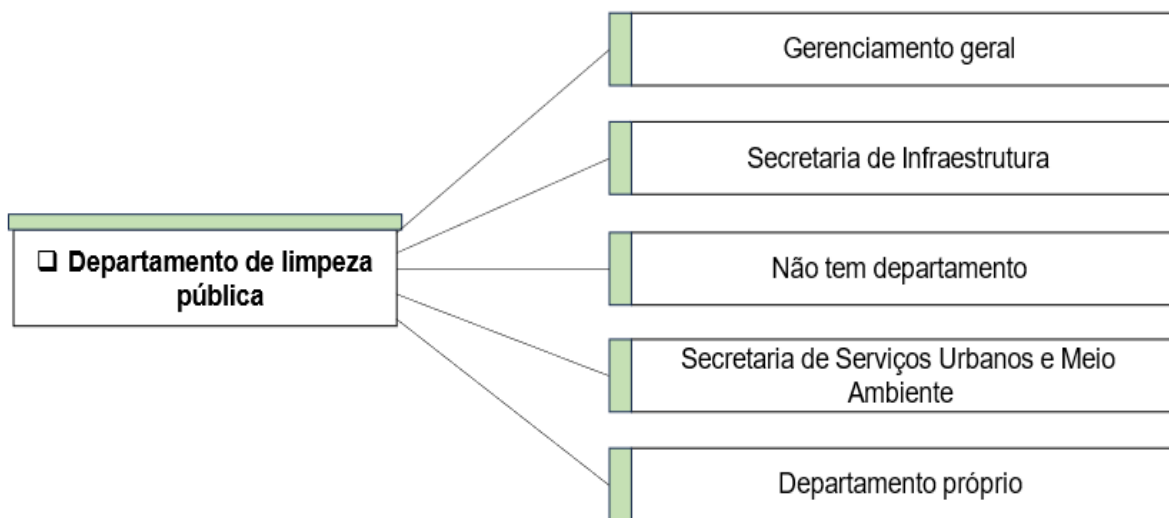 Gerenciamento geral
Secretaria de Infraestrutura
❑ Departamento de limpeza
pública
Não tem departamento
Secretaria de Serviços Urbanos e Meio
Ambiente
Departamento próprio